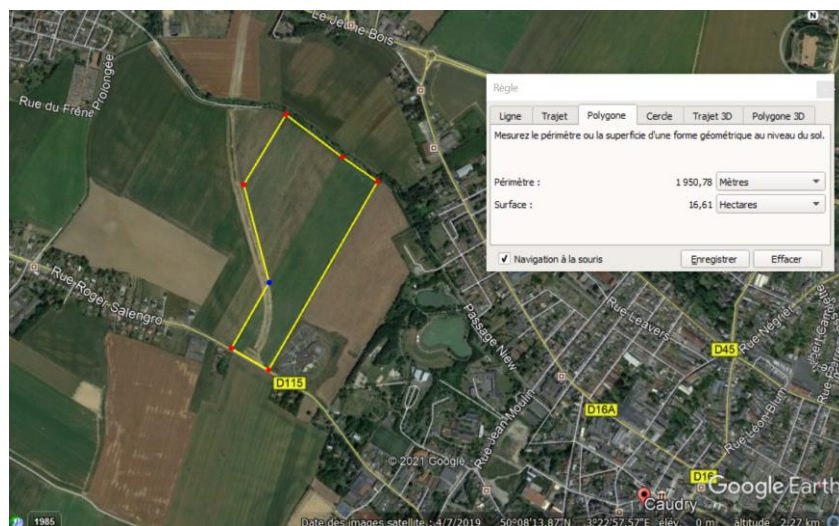 Le Jeune Bois
N
Prolongée
Rue du Frêne
Règle
Ligne Trajet Polygone Cercle Trajet 3D Polygone 3D
Mesurez le périmètre ou la superficie d'une forme géométrique au niveau du sol.
Périmètre : 1 950,78 Mètres
Surface : 16,61 Hectares
Navigation à la souris Enregistrer Effacer
Rue Roger Salengro
Passage Niew
Rue Leavers
Rue Négrier
D45
D115
D16A
Rue Jean Moulin
Rue Léon Blum
© 2021 Google
D16
Google Earth
Caudry
1985
Date des images satellite : 4/7/2019 50°08'13.87"N 3°22'57.57"E élév. 0 m altitude 2.27 km